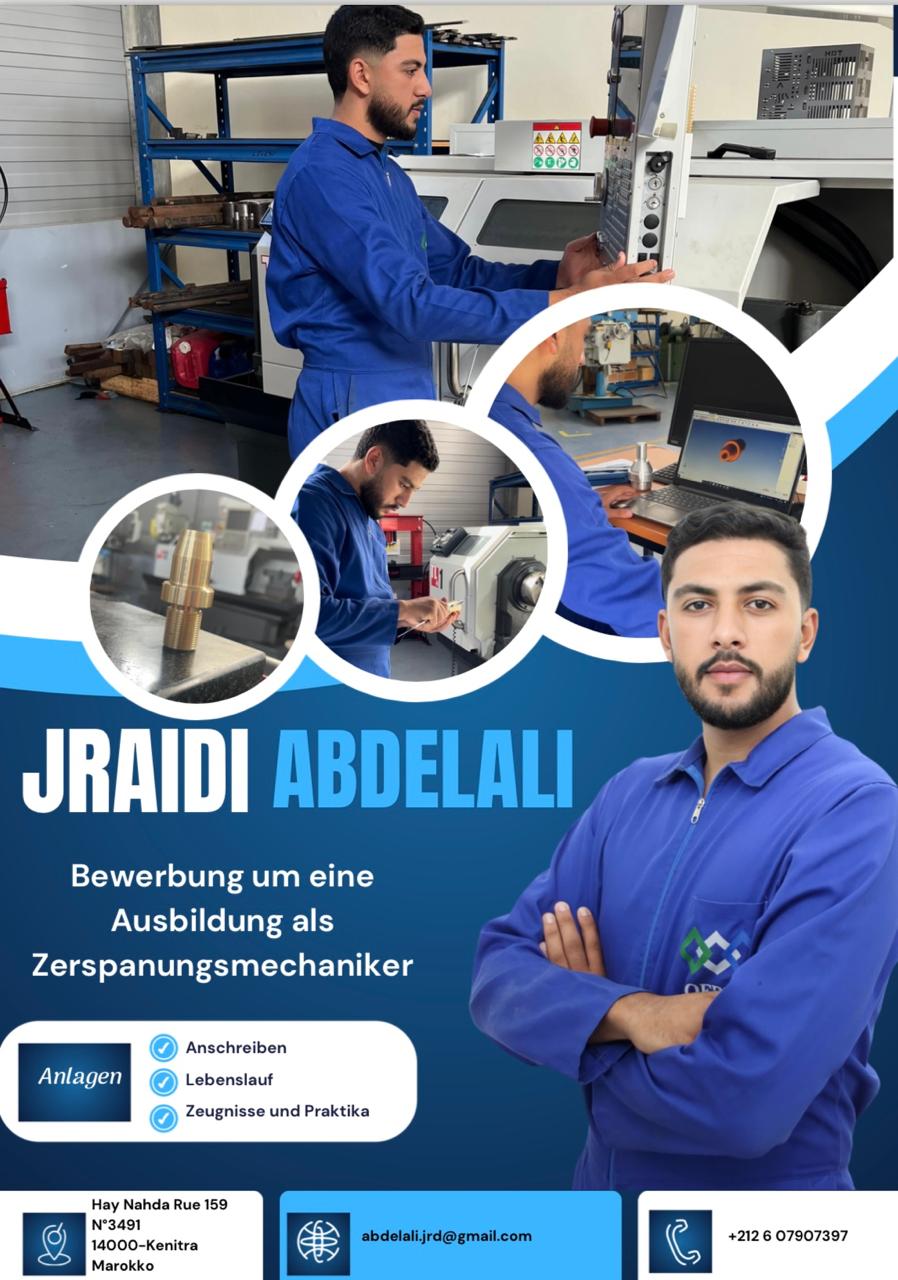 HOT
JRAIDI ABDELALI
Bewerbung um eine
Ausbildung als
Zerspanungsmechaniker
Anlagen
Anschreiben
Lebenslauf
Zeugnisse und Praktika
Hay Nahda Rue 159
N°3491
14000-Kenitra
Marokko
abdelali.jrd@gmail.com
+212 6 07907397